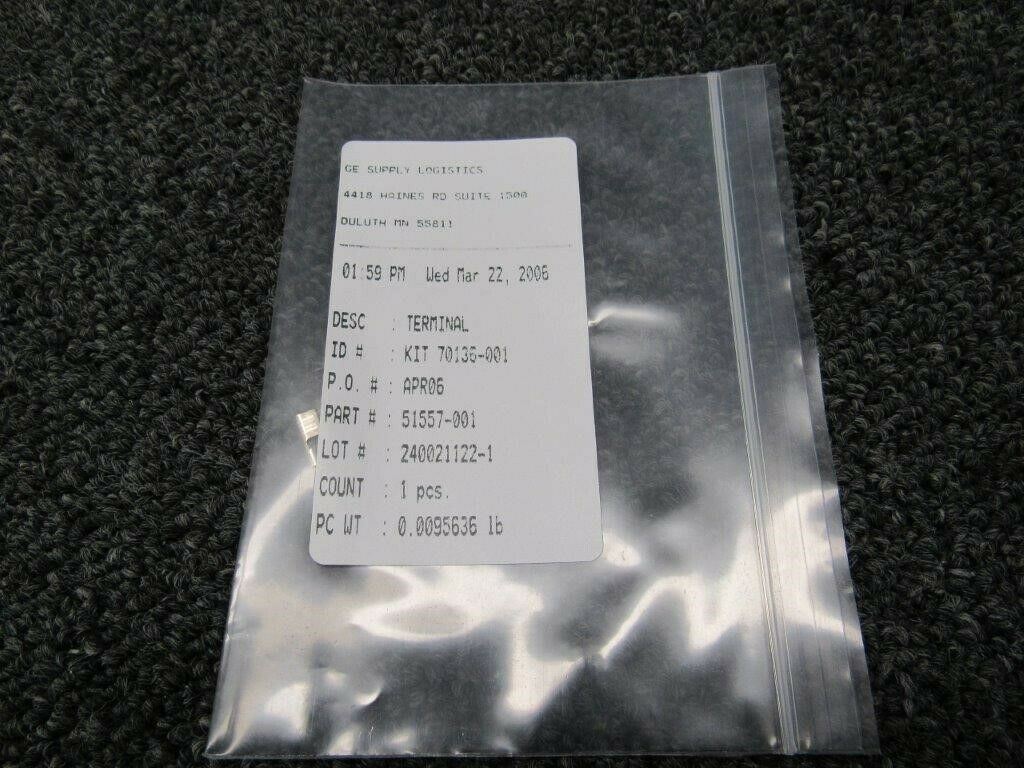 GE SUPPLY LOGISTICS
4418 HAINES RD SUITE 1500
DULUTH MN 55811
01:59 PM Wed Mar 22, 2006
DESC : TERMINAL
ID # : KIT 70136-001
P.O. # : APR06
PART # : 51557-001
LOT # : 240021122-1
COUNT : 1 pcs.
PC WT : 0.0095636 lb